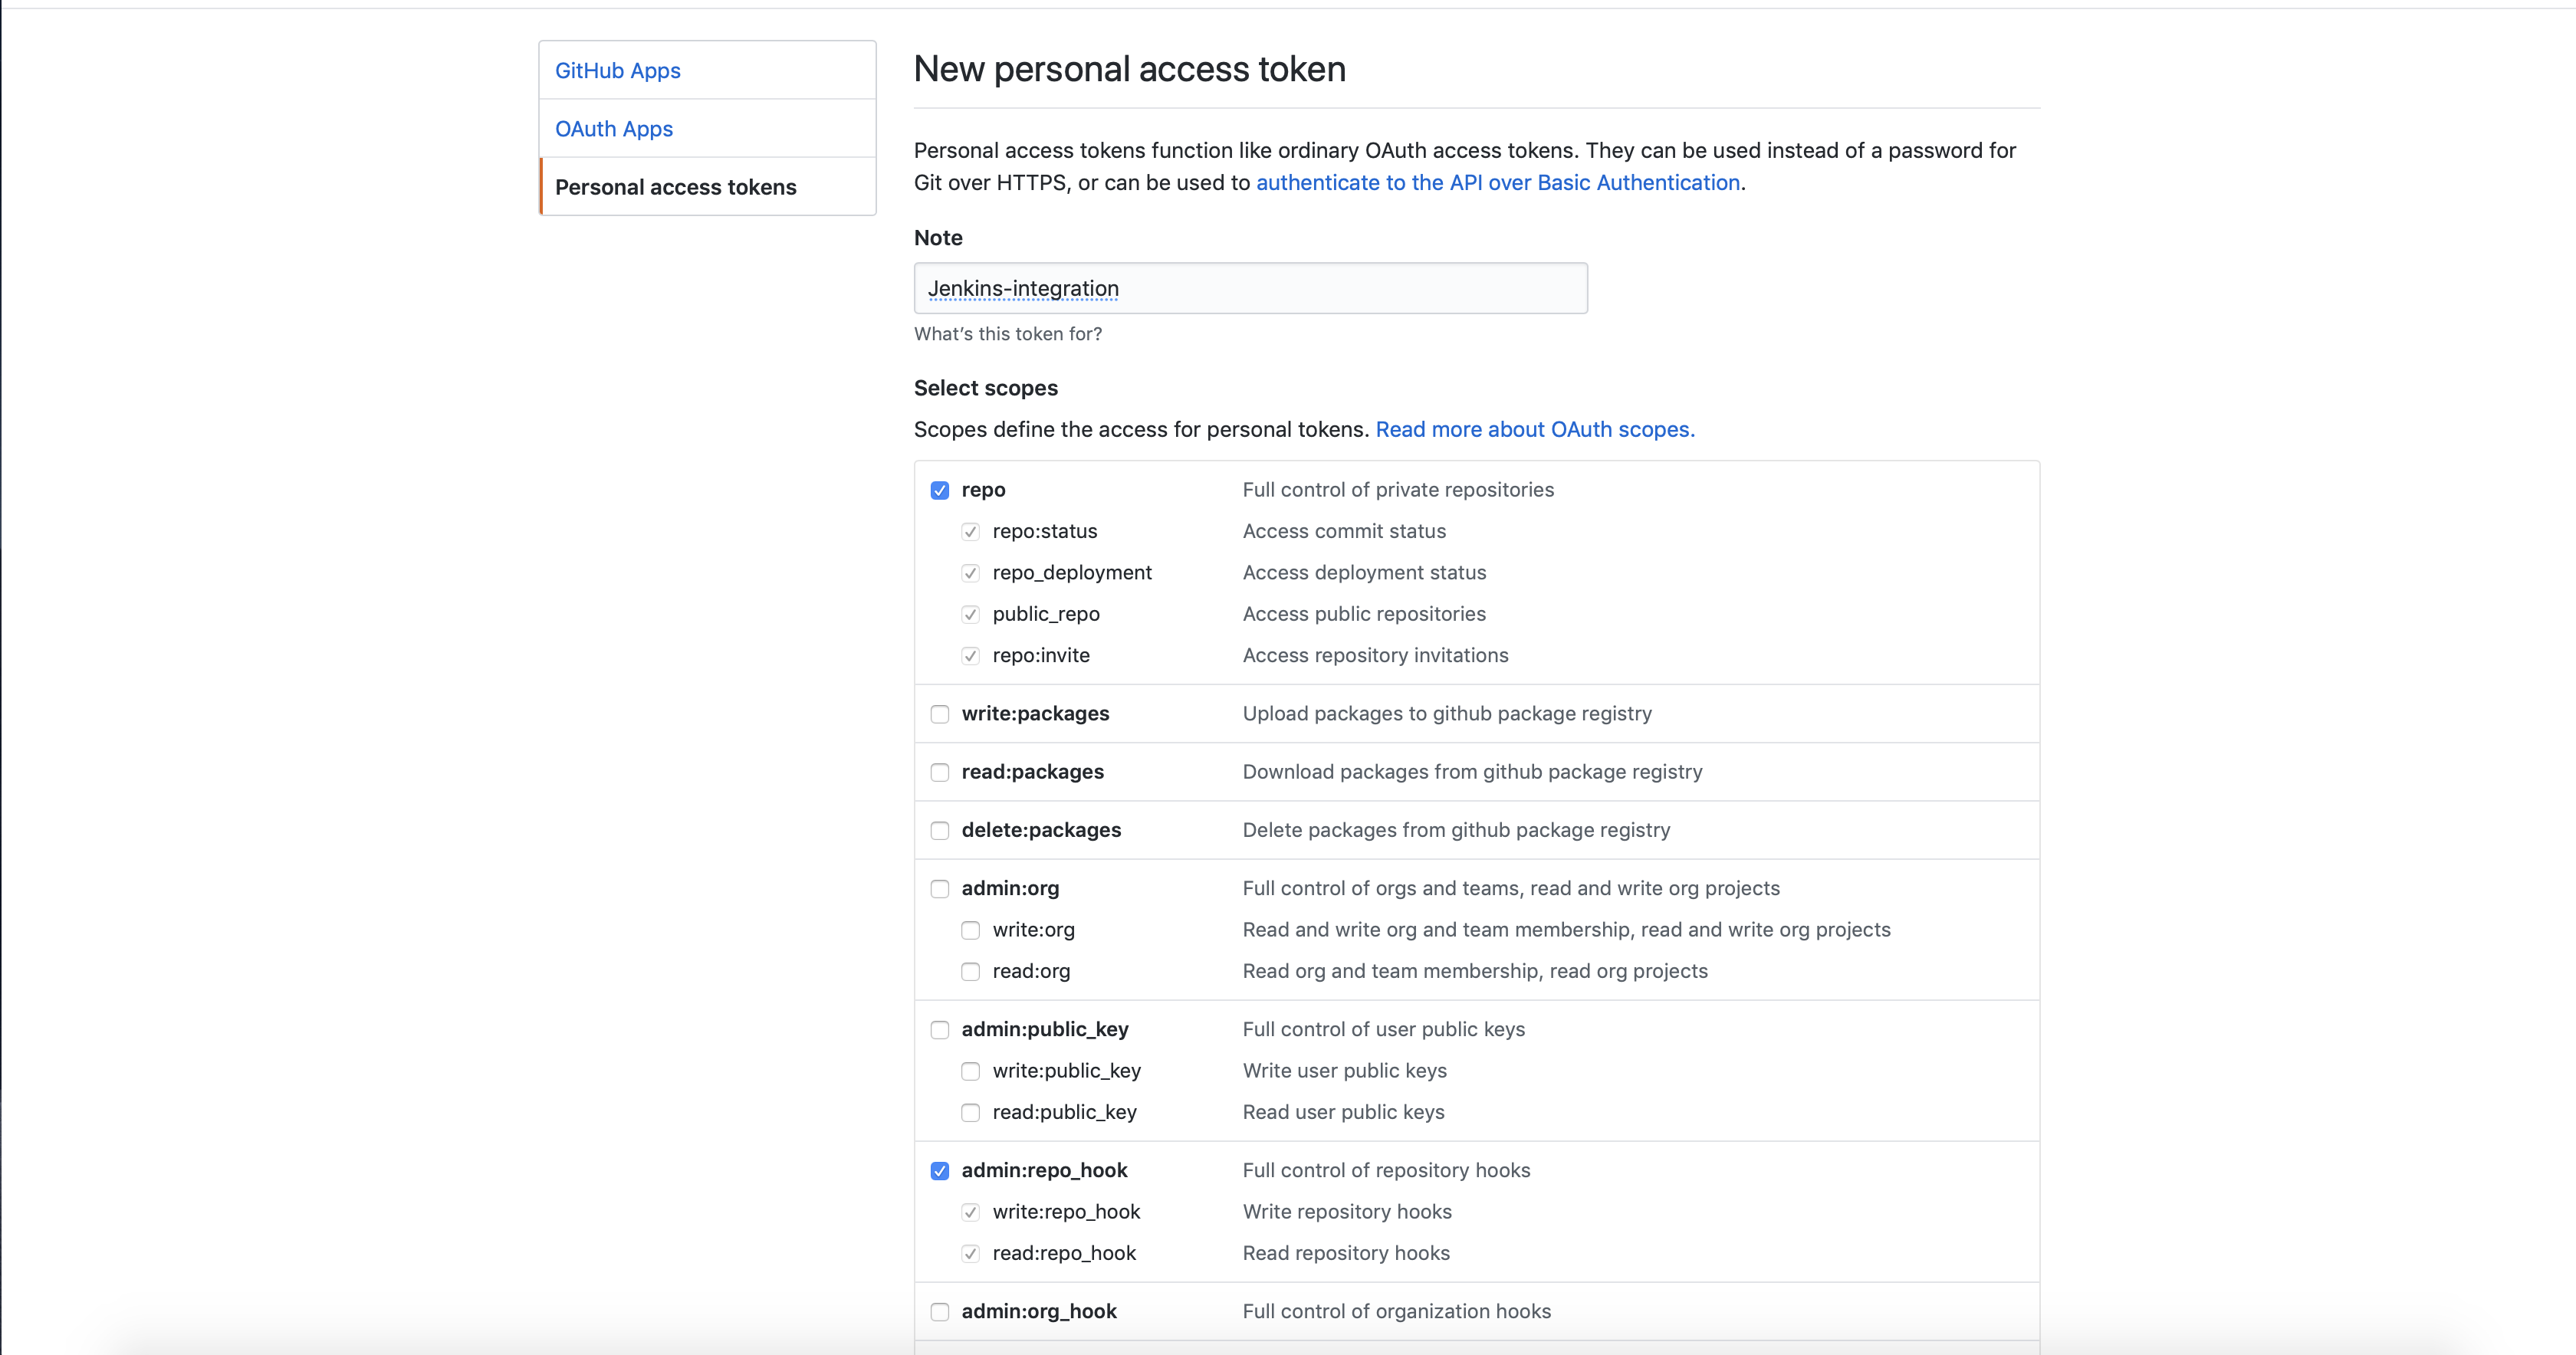 GitHub Apps
OAuth Apps
Personal access tokens
New personal access token
Personal access tokens function like ordinary OAuth access tokens. They can be used instead of a password for
Git over HTTPS, or can be used to authenticate to the API over Basic Authentication.
Note
Jenkins-integration
What's this token for?
Select scopes
Scopes define the access for personal tokens. Read more about OAuth scopes.
repo Full control of private repositories
repo:status Access commit status
repo_deployment Access deployment status
public_repo Access public repositories
repo:invite Access repository invitations
write:packages Upload packages to github package registry
read:packages Download packages from github package registry
delete:packages Delete packages from github package registry
admin:org Full control of orgs and teams, read and write org projects
write:org Read and write org and team membership, read and write org projects
read:org Read org and team membership, read org projects
admin:public_key Full control of user public keys
write:public_key Write user public keys
read:public_key Read user public keys
admin:repo_hook Full control of repository hooks
write:repo_hook Write repository hooks
read:repo_hook Read repository hooks
admin:org_hook Full control of organization hooks